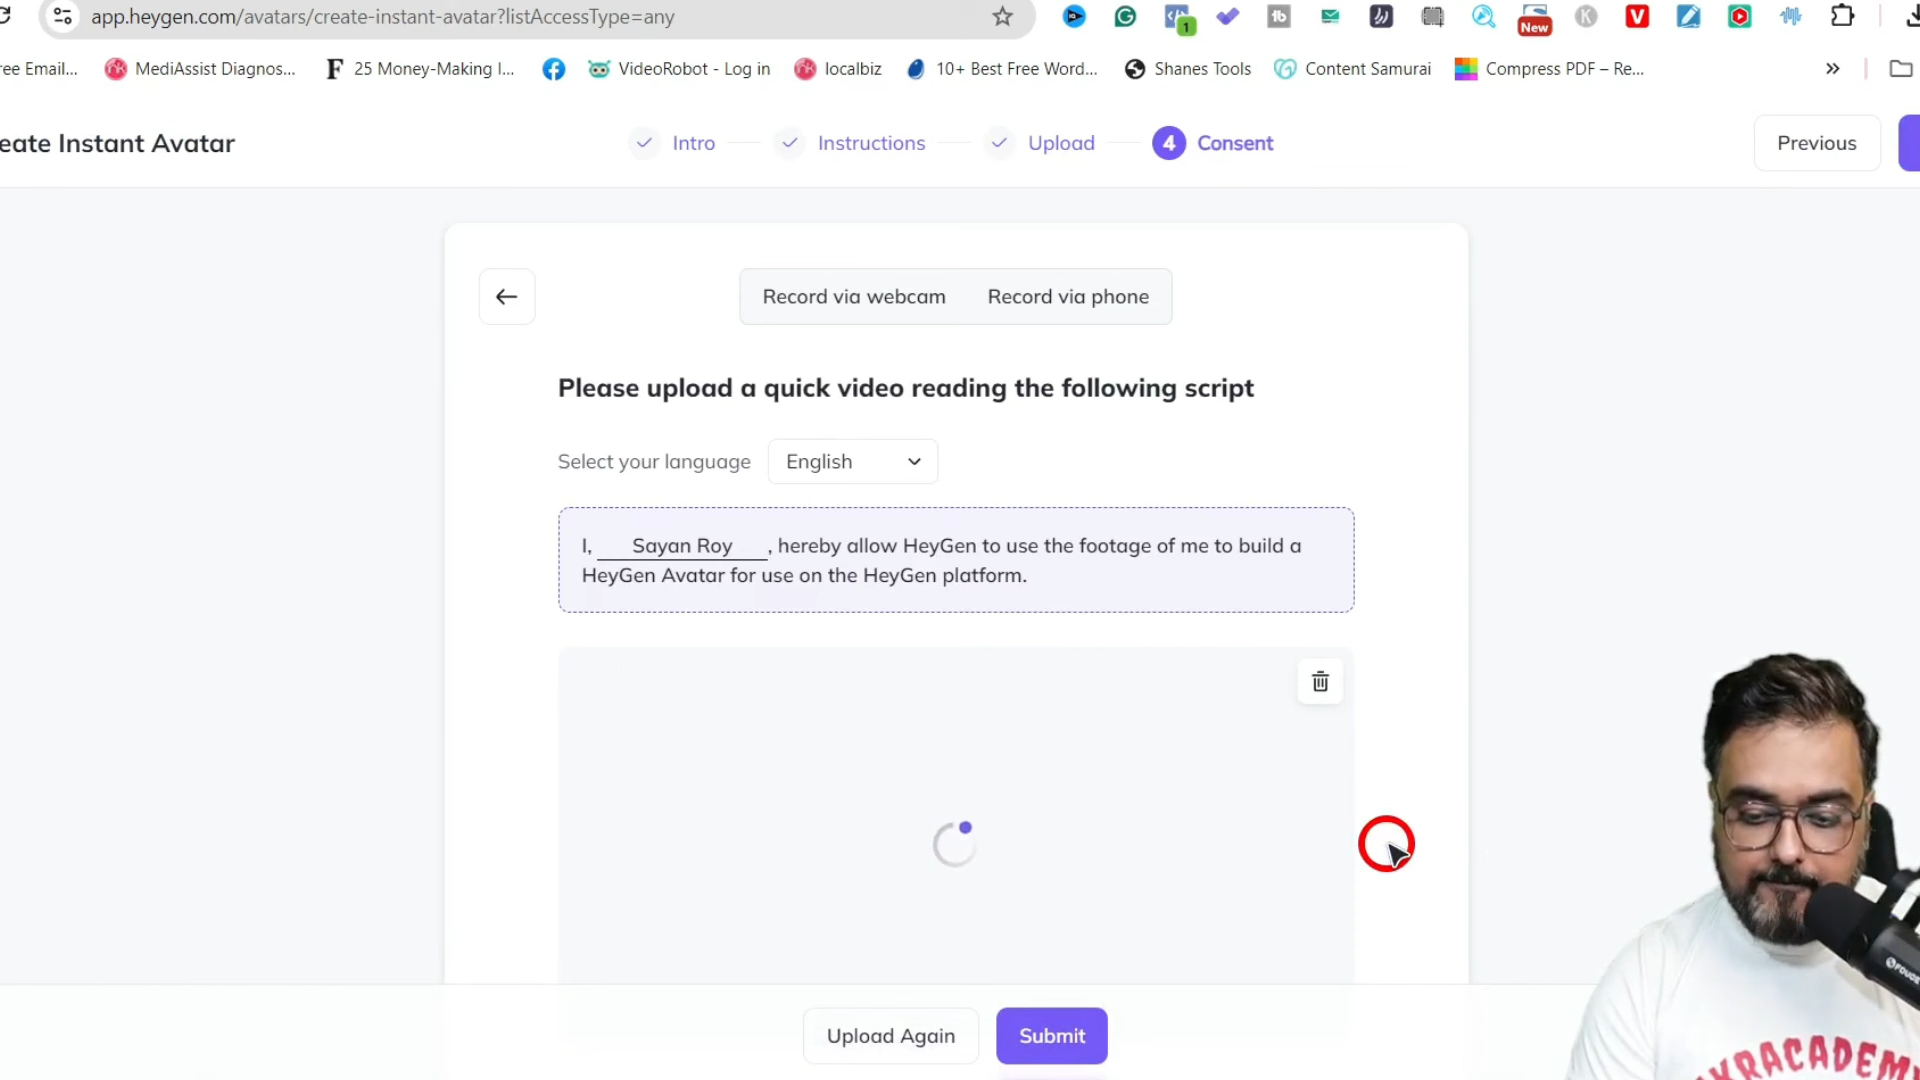 app.heygen.com/avatars/create-instant-avatar?listAccessType=any
1
New
ree Email...
MediAssist Diagnos...
25 Money-Making I...
VideoRobot - Log in
localbiz
10+ Best Free Word...
Shanes Tools
Content Samurai
Compress PDF – Re...
eate Instant Avatar
Intro
Instructions
Upload
4 Consent
Previous
Record via webcam
Record via phone
Please upload a quick video reading the following script
Select your language
English
I, Sayan Roy, hereby allow HeyGen to use the footage of me to build a
HeyGen Avatar for use on the HeyGen platform.
Upload Again
Submit
KRACADEM